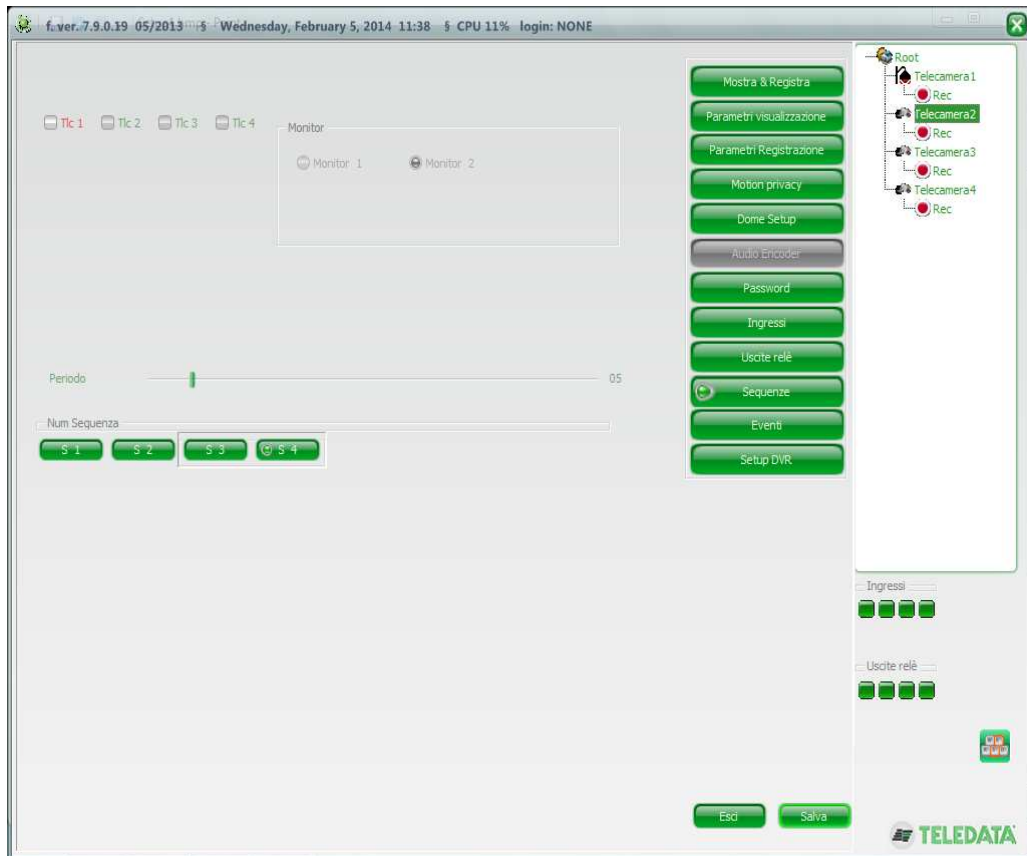 f. ver. 7.9.0.19 05/2013 § Wednesday, February 5, 2014 11:38 § CPU 11% login: NONE
Tlc 1 Tlc 2 Tlc 3 Tlc 4
Monitor
Monitor 1 Monitor 2
Periodo 05
Num Sequenza
S 1 S 2 S 3 S 4
Mostra & Registra
Parametri visualizzazione
Parametri Registrazione
Motion privacy
Dome Setup
Audio Encoder
Password
Ingressi
Uscite relè
Sequenze
Eventi
Setup DVR
Root
Telecamera1
Rec
Telecamera2
Rec
Telecamera3
Rec
Telecamera4
Rec
Ingressi
Uscite relè
Esci Salva
TELEDATA